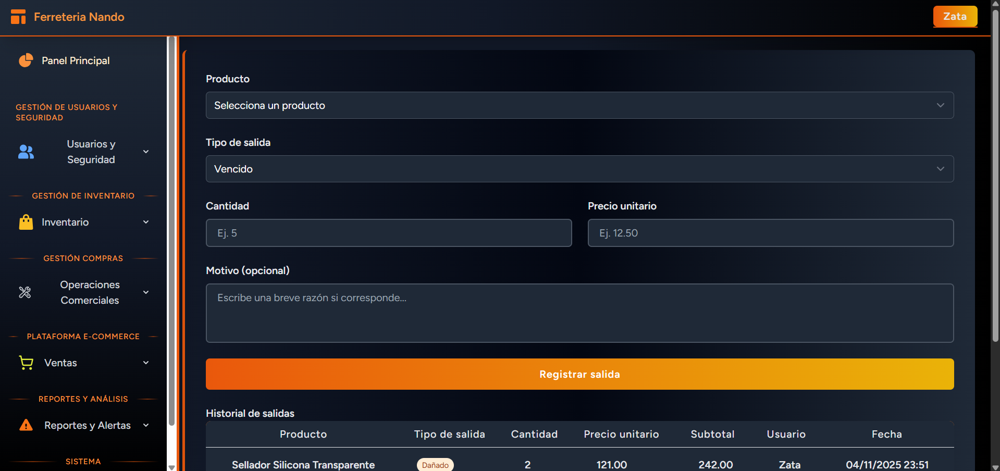 Ferreteria Nando
Zata
Panel Principal
GESTIÓN DE USUARIOS Y
SEGURIDAD
Usuarios y
Seguridad
GESTIÓN DE INVENTARIO
Inventario
GESTIÓN COMPRAS
Operaciones
Comerciales
PLATAFORMA E-COMMERCE
Ventas
REPORTES Y ANÁLISIS
Reportes y Alertas
SISTEMA
Producto
Selecciona un producto
Tipo de salida
Vencido
Cantidad Precio unitario
Ej. 5 Ej. 12.50
Motivo (opcional)
Escribe una breve razón si corresponde...
Registrar salida
Historial de salidas
Producto Tipo de salida Cantidad Precio unitario Subtotal Usuario Fecha
Sellador Silicona Transparente Dañado 2 121.00 242.00 Zata 04/11/2025 23:51